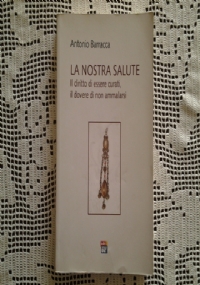 Antonio Barracca
LA NOSTRA SALUTE
Il diritto di essere curati,
il dovere di non ammalarsi